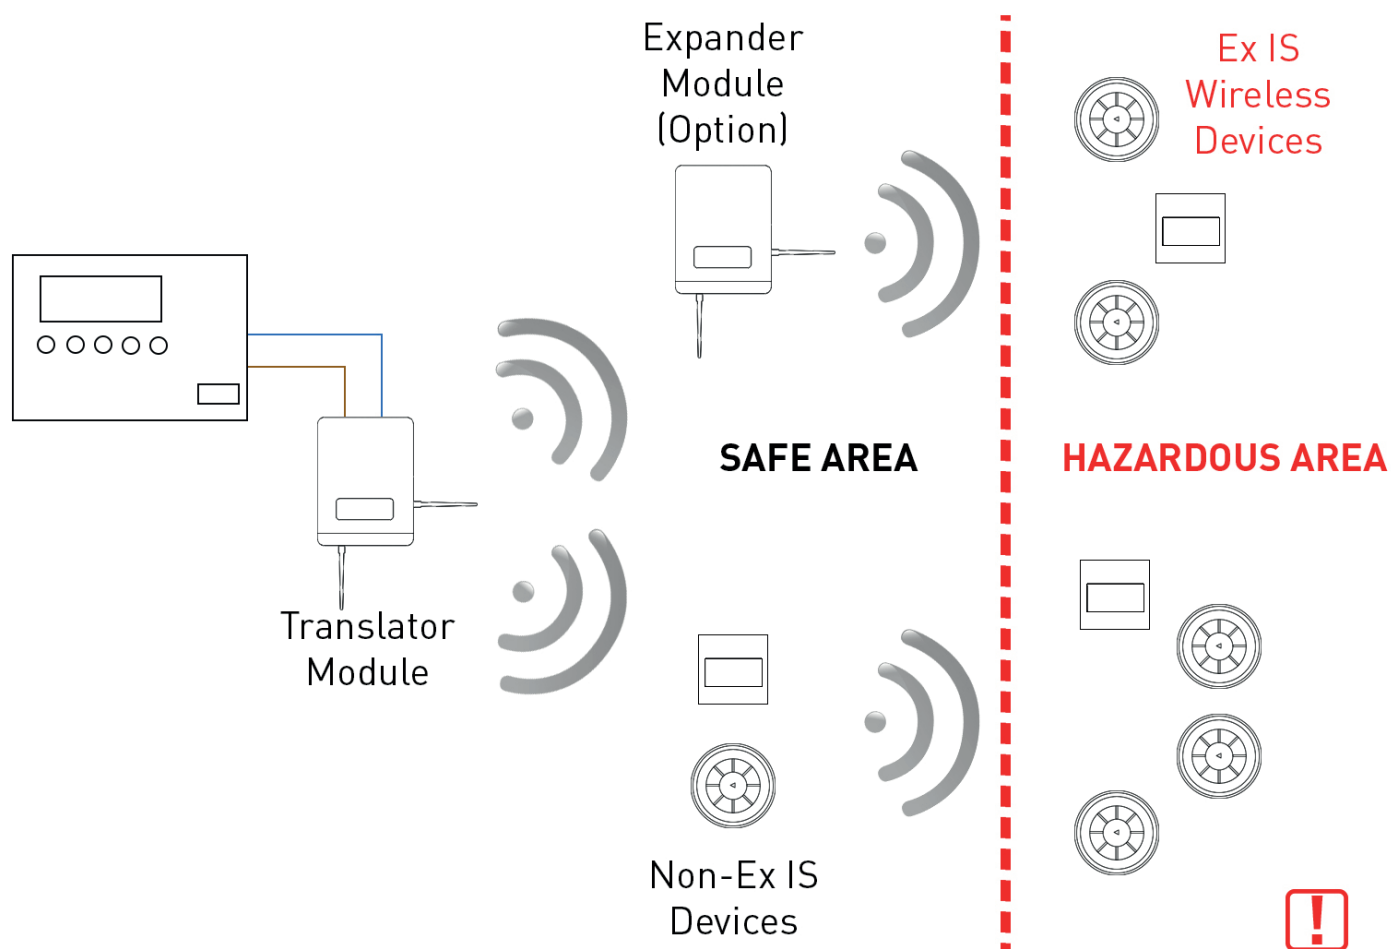 Expander
Module
(Option)
Ex IS
Wireless
Devices
SAFE AREA
HAZARDOUS AREA
Translator
Module
Non-Ex IS
Devices
!